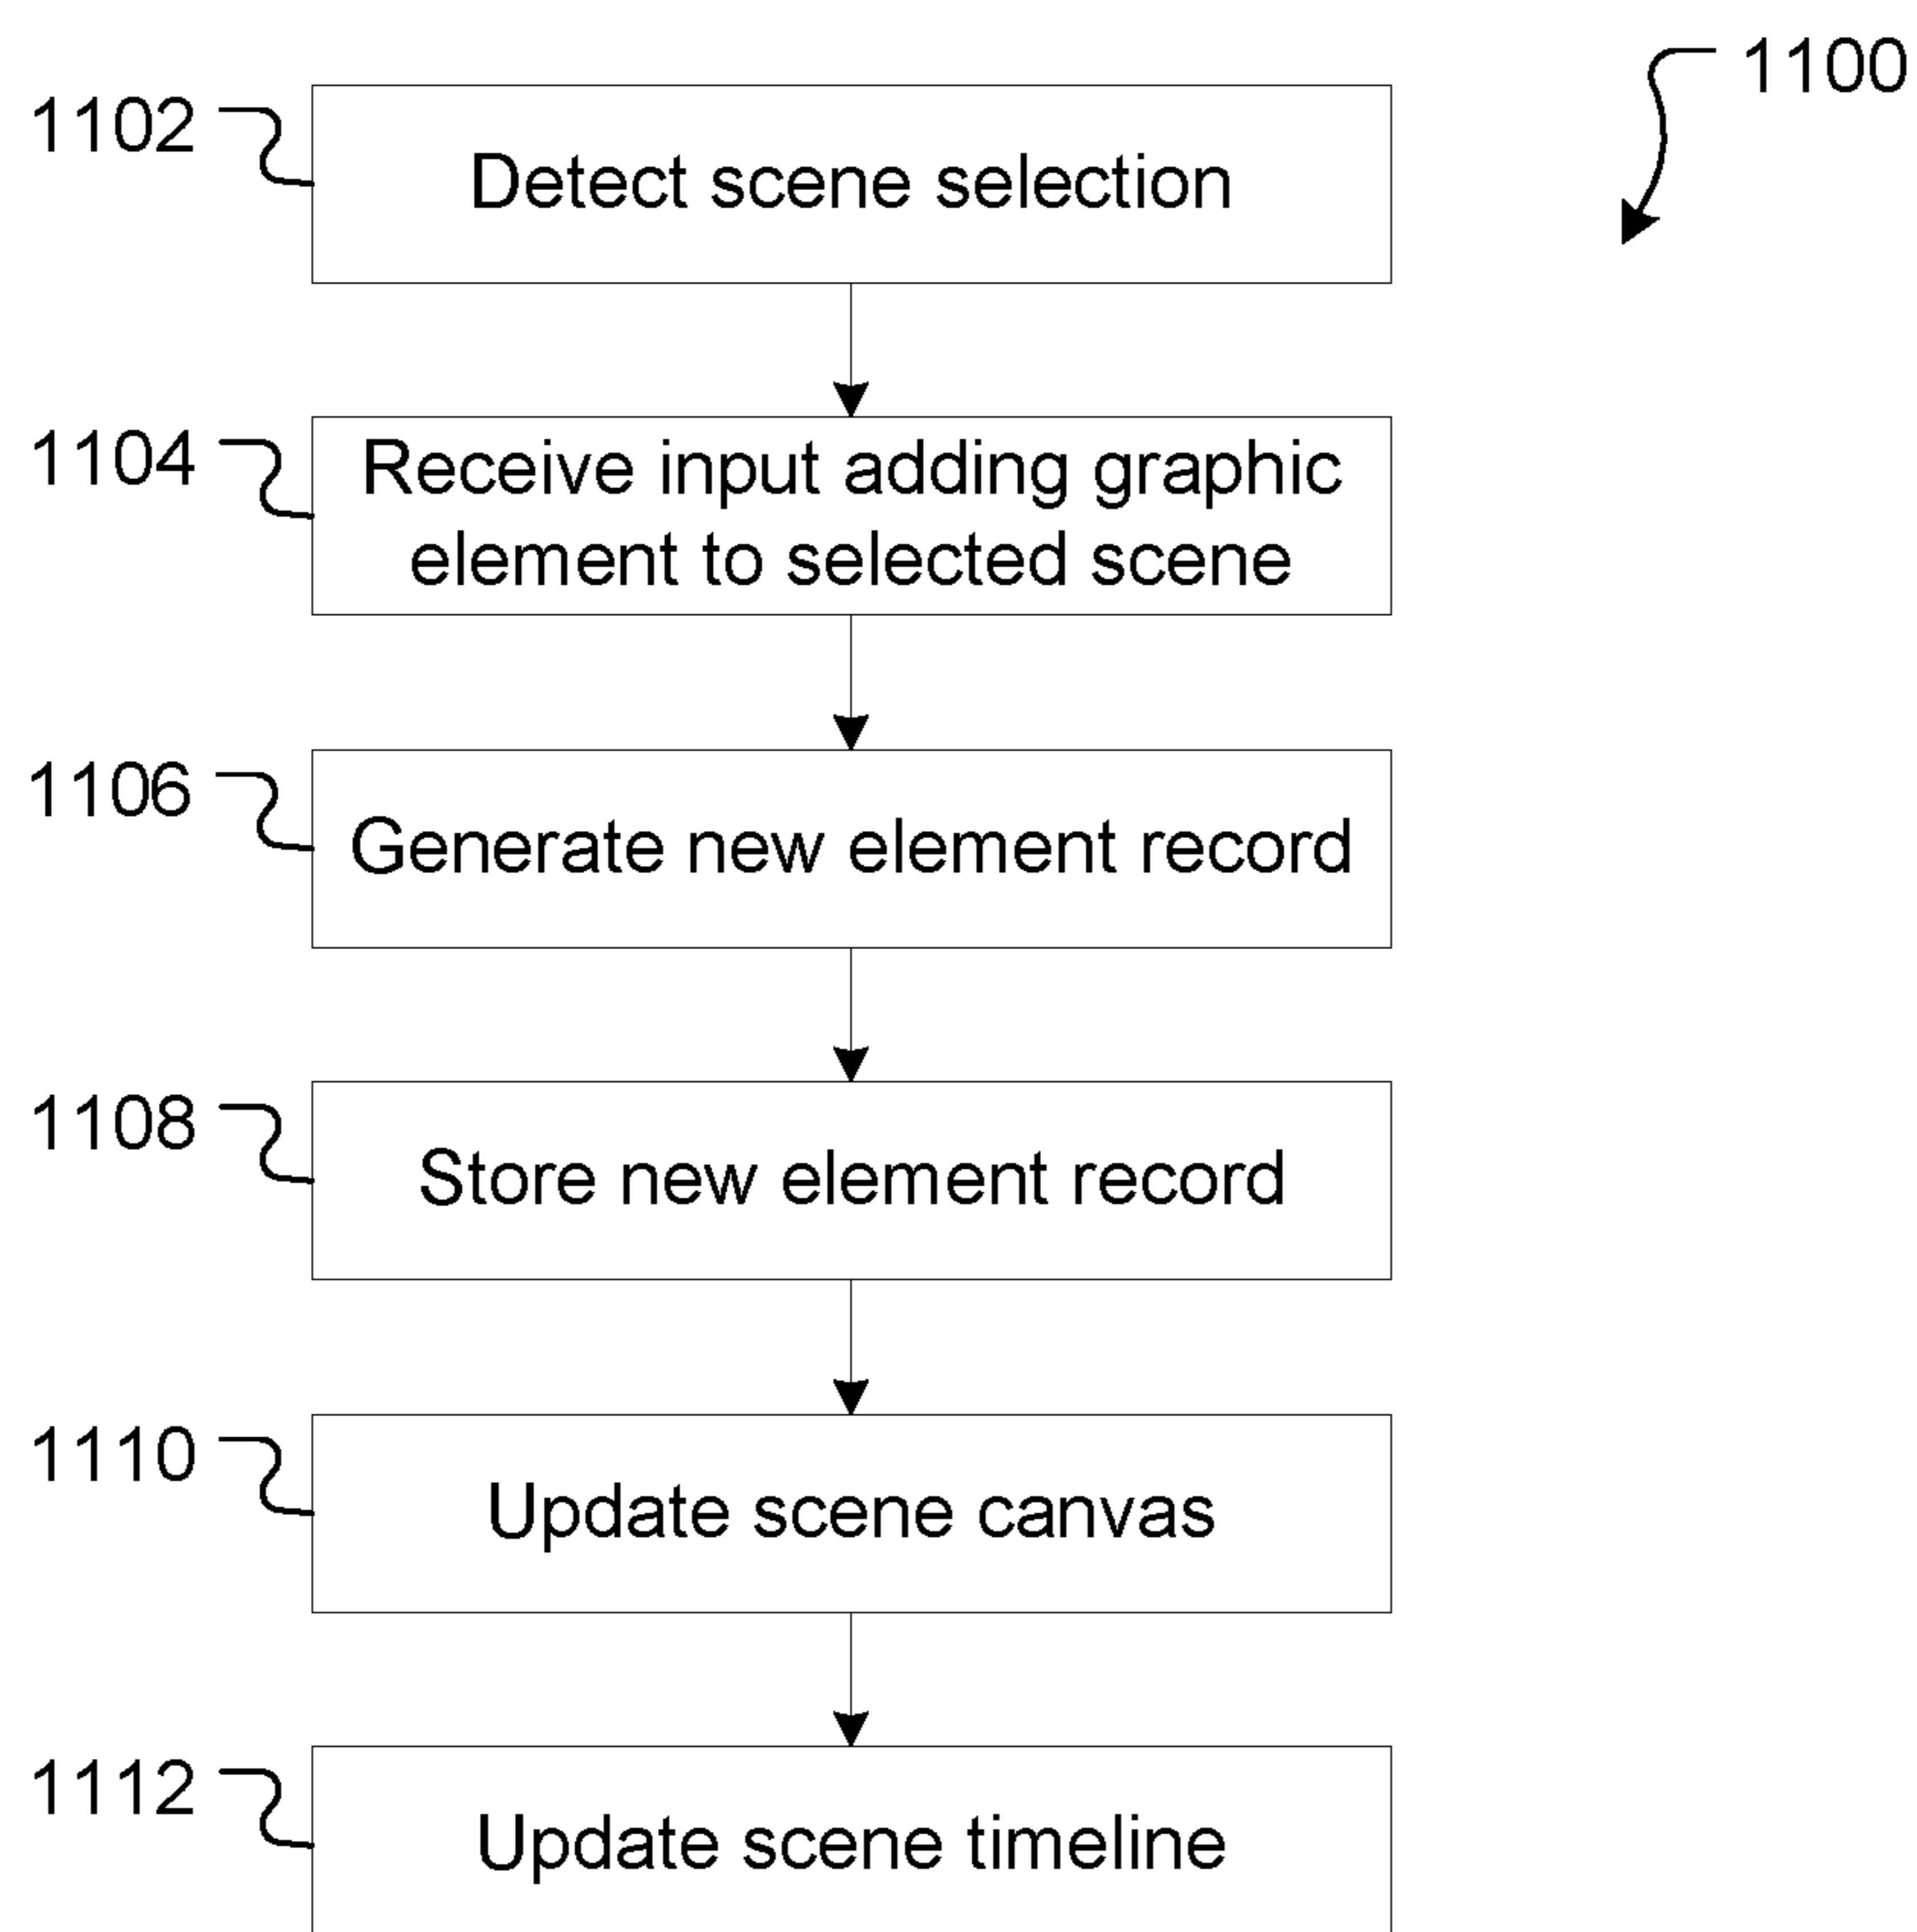 1100
1102
Detect scene selection
1104
Receive input adding graphic
element to selected scene
1106
Generate new element record
1108
Store new element record
1110
Update scene canvas
1112
Update scene timeline